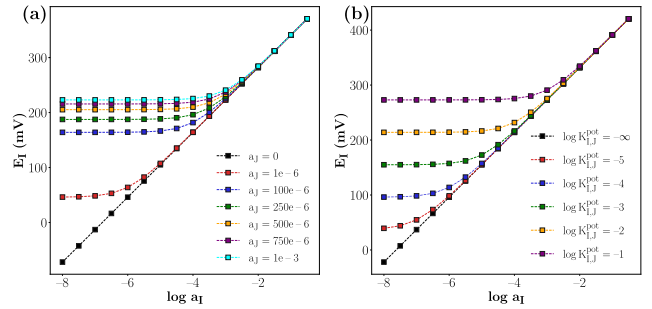 (a)
E_I (mV)
300
200
100
0
a_J = 0
a_J = 1e−6
a_J = 100e−6
a_J = 250e−6
a_J = 500e−6
a_J = 750e−6
a_J = 1e−3
−8 −6 −4 −2
log a_I
(b)
E_I (mV)
400
300
200
100
0
log K^pot_I,J = −∞
log K^pot_I,J = −5
log K^pot_I,J = −4
log K^pot_I,J = −3
log K^pot_I,J = −2
log K^pot_I,J = −1
−8 −6 −4 −2
log a_I